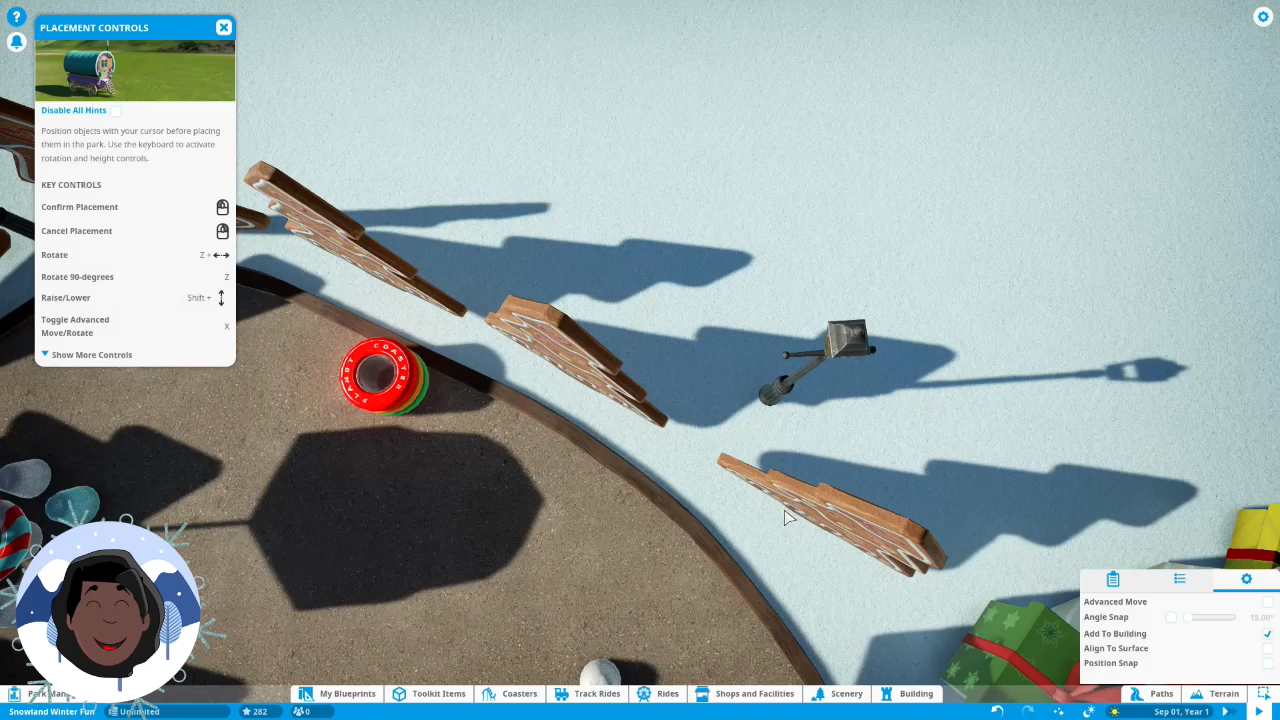 PLACEMENT CONTROLS
Disable All Hints
Position objects with your cursor before placing
them in the park. Use the keyboard to activate
rotation and height controls.
KEY CONTROLS
Confirm Placement
Cancel Placement
Rotate Z +
Rotate 90-degrees Z
Raise/Lower Shift +
Toggle Advanced
Move/Rotate X
Show More Controls
PLANET COASTER
Advanced Move
Angle Snap 15.00°
Add To Building
Align To Surface
Position Snap
My Blueprints Toolkit Items Coasters Track Rides Rides Shops and Facilities Scenery Building Paths Terrain
Snowland Winter Fun Unlimited 282 0 Sep 01, Year 1